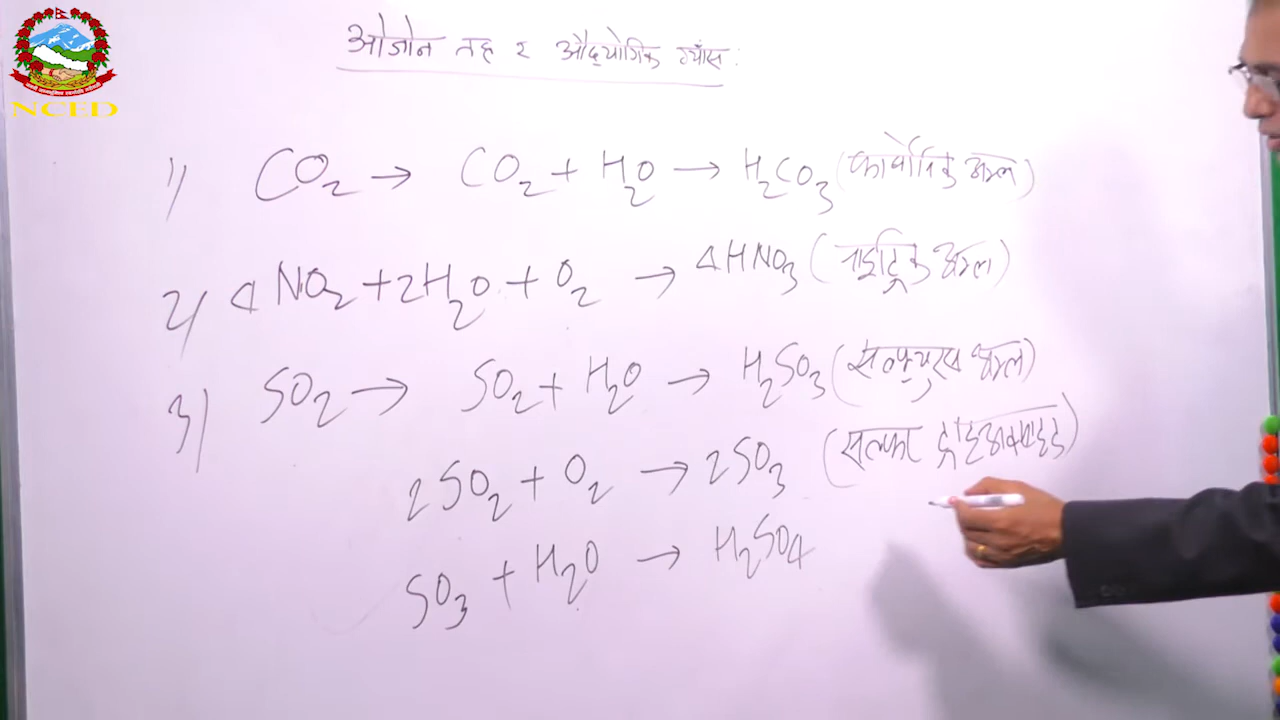 NCED
ओजोन तह र औद्योगिक ग्याँस :
1) CO₂ → CO₂ + H₂O → H₂CO₃ (कार्बोनिक अम्ल)
2) 4NO₂ + 2H₂O + O₂ → 4HNO₃ (नाइट्रिक अम्ल)
3) SO₂ → SO₂ + H₂O → H₂SO₃ (सल्फ्युरस अम्ल)
2SO₂ + O₂ → 2SO₃ (सल्फर ट्राइअक्साइड)
SO₃ + H₂O → H₂SO₄